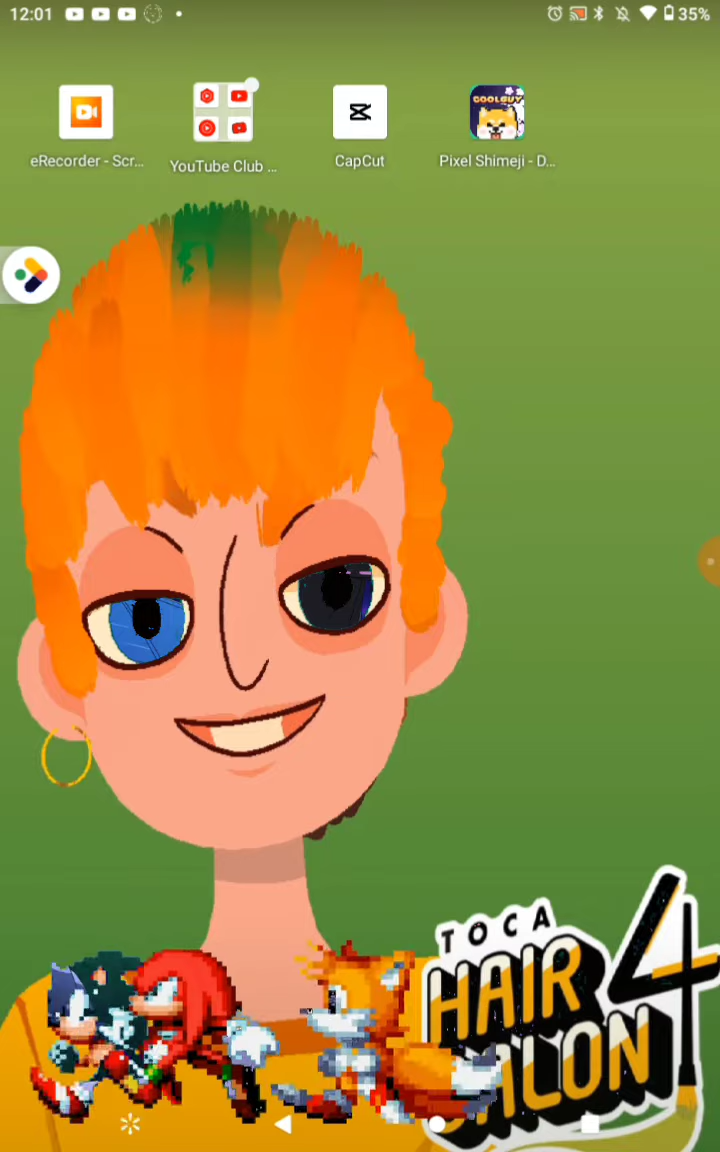 12:01
35%
eRecorder - Scr...
YouTube Club ...
CapCut
COOLGUY
Pixel Shimeji - D...
TOCA
HAIR
SALON
4